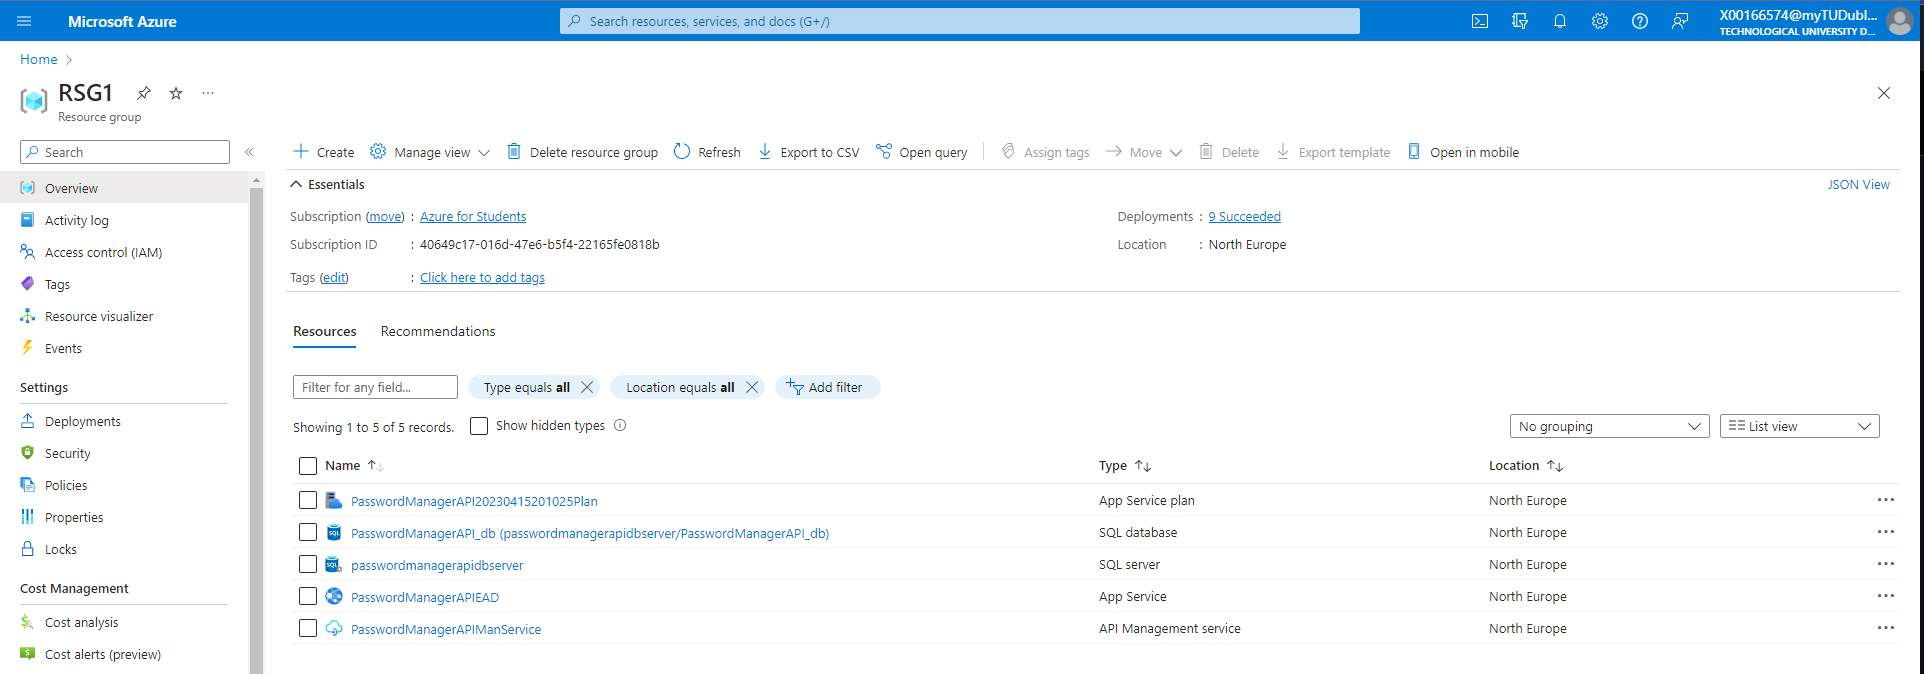 Microsoft Azure
Search resources, services, and docs (G+/)
X00166574@myTUDubl...
TECHNOLOGICAL UNIVERSITY D...
Home
RSG1
Resource group
Search
Overview
Activity log
Access control (IAM)
Tags
Resource visualizer
Events
Settings
Deployments
Security
Policies
Properties
Locks
Cost Management
Cost analysis
Cost alerts (preview)
Create Manage view Delete resource group Refresh Export to CSV Open query Assign tags Move Delete Export template Open in mobile
Essentials JSON View
Subscription (move) : Azure for Students Deployments : 9 Succeeded
Subscription ID : 40649c17-016d-47e6-b5f4-22165fe0818b Location : North Europe
Tags (edit) : Click here to add tags
Resources Recommendations
Filter for any field... Type equals all Location equals all Add filter
Showing 1 to 5 of 5 records. Show hidden types No grouping List view
Name Type Location
PasswordManagerAPI20230415201025Plan App Service plan North Europe
PasswordManagerAPI_db (passwordmanagerapidbserver/PasswordManagerAPI_db) SQL database North Europe
passwordmanagerapidbserver SQL server North Europe
PasswordManagerAPIEAD App Service North Europe
PasswordManagerAPIManService API Management service North Europe